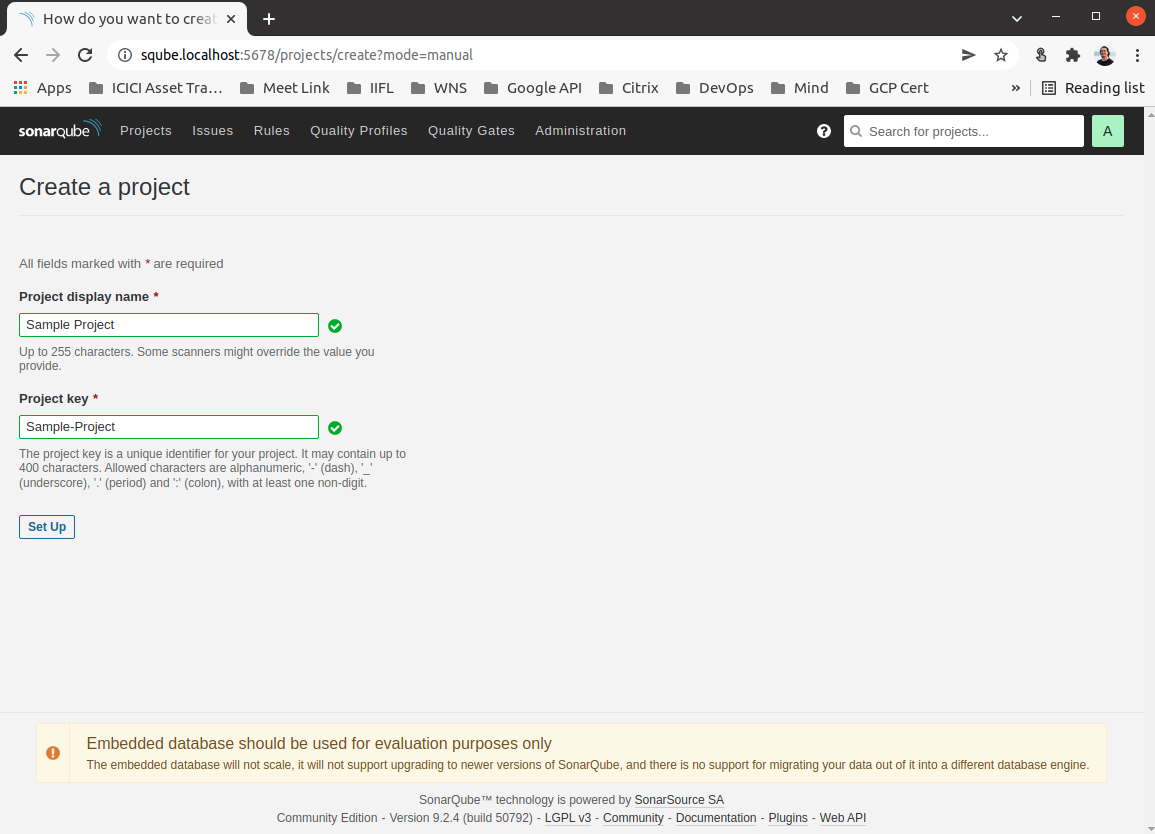 How do you want to creat
sqube.localhost:5678/projects/create?mode=manual
Apps ICICI Asset Tra... Meet Link IIFL WNS Google API Citrix DevOps Mind GCP Cert » Reading list
sonarqube Projects Issues Rules Quality Profiles Quality Gates Administration ? Search for projects... A
Create a project
All fields marked with * are required
Project display name *
Sample Project
Up to 255 characters. Some scanners might override the value you
provide.
Project key *
Sample-Project
The project key is a unique identifier for your project. It may contain up to
400 characters. Allowed characters are alphanumeric, '-' (dash), '_'
(underscore), '.' (period) and ':' (colon), with at least one non-digit.
Set Up
Embedded database should be used for evaluation purposes only
The embedded database will not scale, it will not support upgrading to newer versions of SonarQube, and there is no support for migrating your data out of it into a different database engine.
SonarQube™ technology is powered by SonarSource SA
Community Edition - Version 9.2.4 (build 50792) - LGPL v3 - Community - Documentation - Plugins - Web API